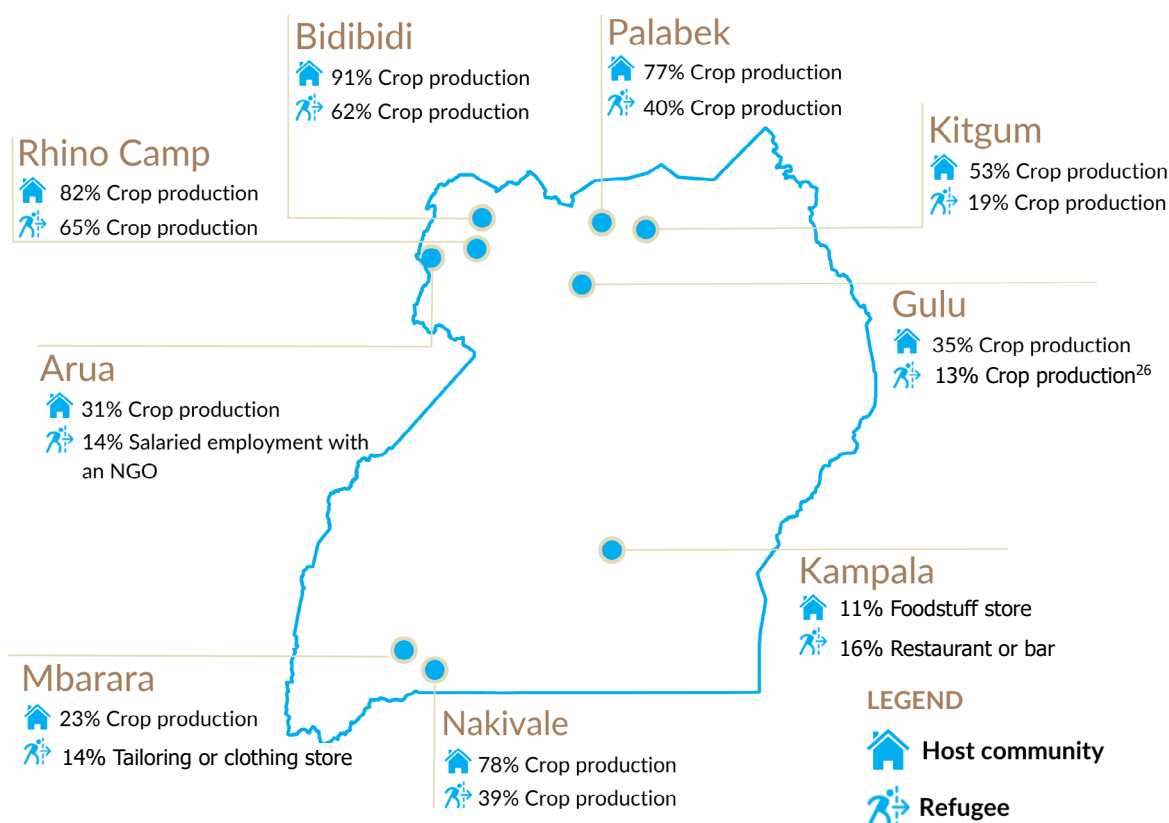 Bidibidi
91% Crop production
62% Crop production
Palabek
77% Crop production
40% Crop production
Kitgum
53% Crop production
19% Crop production
Rhino Camp
82% Crop production
65% Crop production
Gulu
35% Crop production
13% Crop production26
Arua
31% Crop production
14% Salaried employment with
an NGO
Kampala
11% Foodstuff store
16% Restaurant or bar
Mbarara
23% Crop production
14% Tailoring or clothing store
Nakivale
78% Crop production
39% Crop production
LEGEND
Host community
Refugee